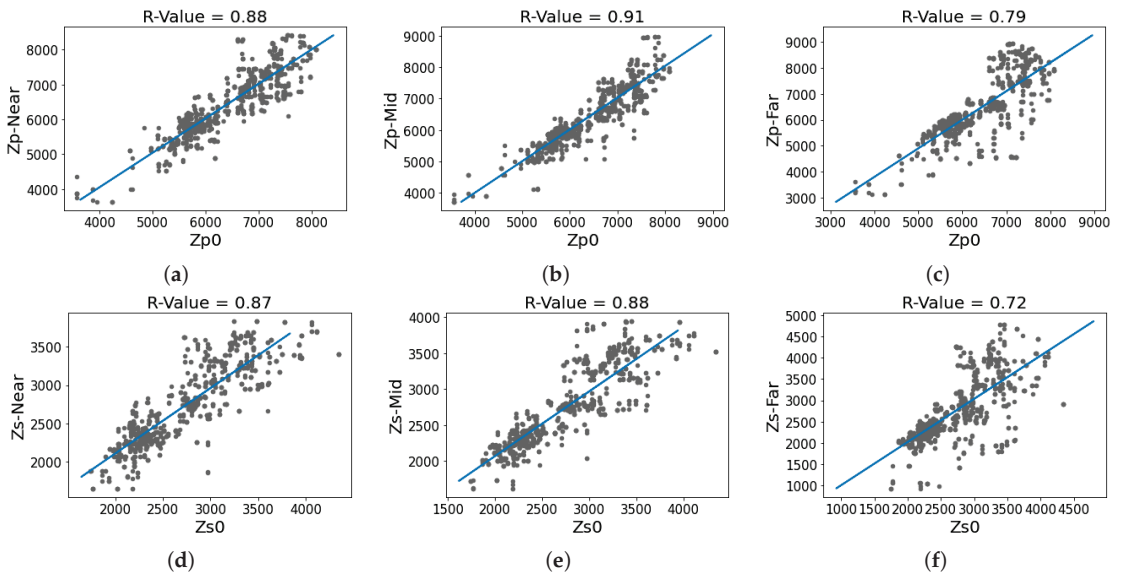 R-Value = 0.88
R-Value = 0.91
R-Value = 0.79
Zp-Near
8000
7000
6000
5000
4000
4000 5000 6000 7000 8000
Zp0
(a)
Zp-Mid
9000
8000
7000
6000
5000
4000
4000 5000 6000 7000 8000 9000
Zp0
(b)
Zp-Far
9000
8000
7000
6000
5000
4000
3000
3000 4000 5000 6000 7000 8000 9000
Zp0
(c)
R-Value = 0.87
R-Value = 0.88
R-Value = 0.72
Zs-Near
3500
3000
2500
2000
2000 2500 3000 3500 4000
Zs0
(d)
Zs-Mid
4000
3500
3000
2500
2000
1500 2000 2500 3000 3500 4000
Zs0
(e)
Zs-Far
5000
4500
4000
3500
3000
2500
2000
1500
1000
1000 1500 2000 2500 3000 3500 4000 4500
Zs0
(f)